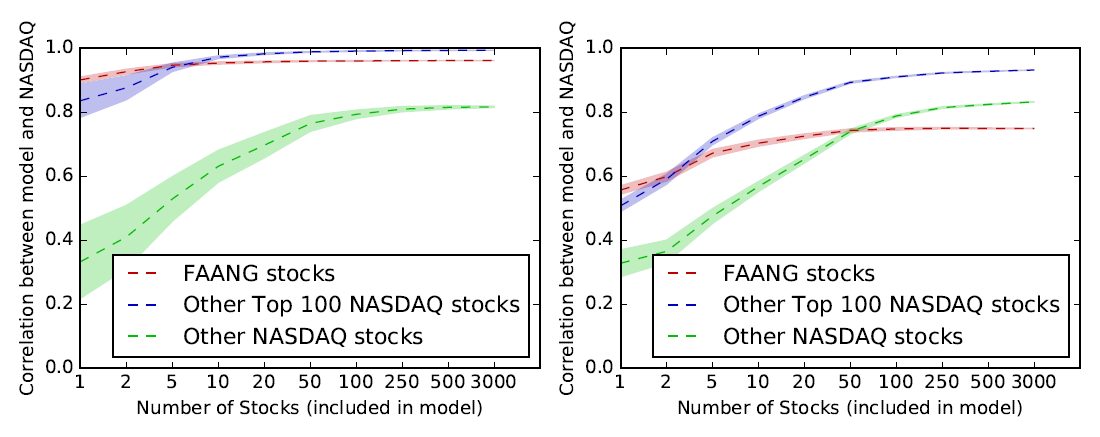 Correlation between model and NASDAQ
1.0
0.8
0.6
0.4
0.2
0.0
FAANG stocks
Other Top 100 NASDAQ stocks
Other NASDAQ stocks
1 2 5 10 20 50 100 250 500 3000
Number of Stocks (included in model)
Correlation between model and NASDAQ
1.0
0.8
0.6
0.4
0.2
0.0
FAANG stocks
Other Top 100 NASDAQ stocks
Other NASDAQ stocks
1 2 5 10 20 50 100 250 500 3000
Number of Stocks (included in model)